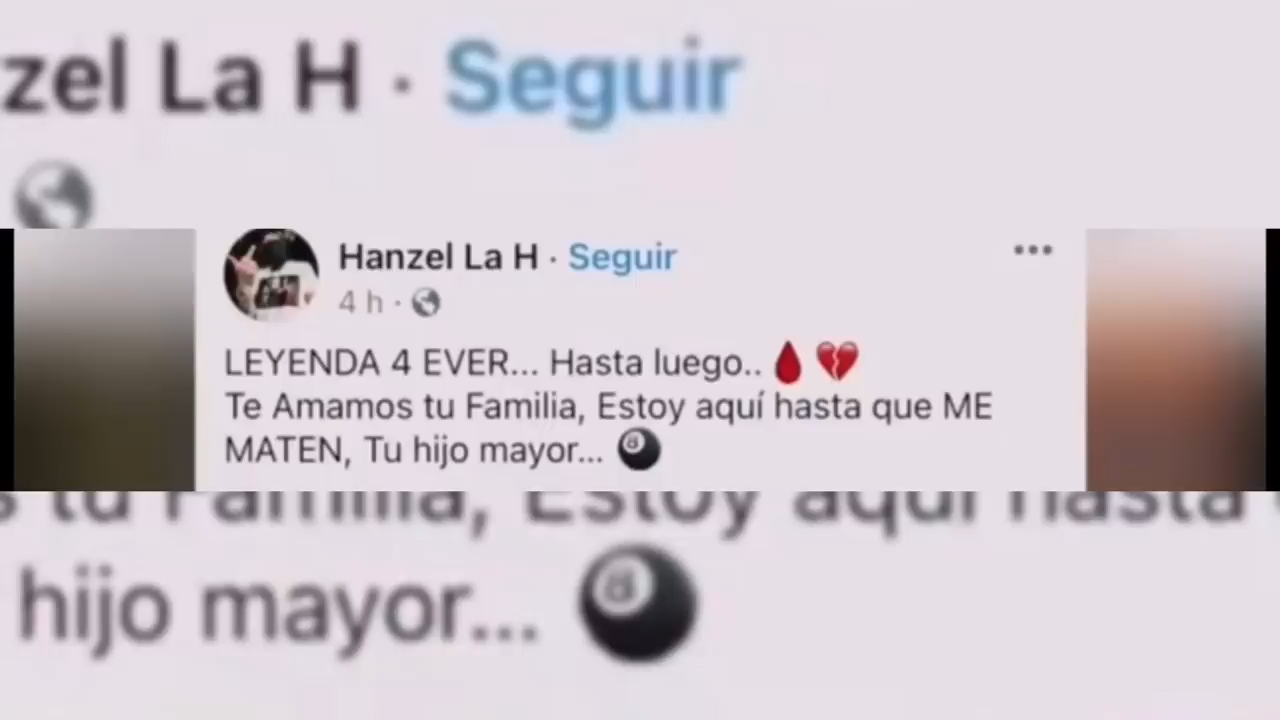 zel La H · Seguir
Hanzel La H · Seguir
4 h ·
LEYENDA 4 EVER... Hasta luego.. 🩸💔
Te Amamos tu Familia, Estoy aquí hasta que ME
MATEN, Tu hijo mayor... 🎱
s tu Familia, Estoy aquí hasta
hijo mayor... 🎱